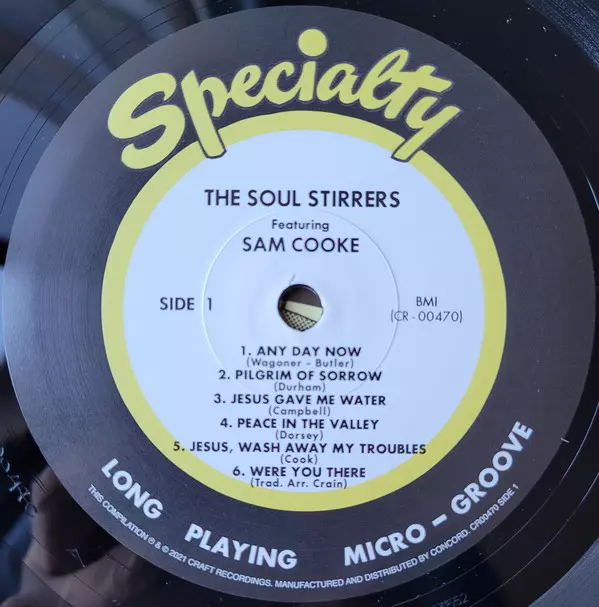 Specialty
THE SOUL STIRRERS
Featuring
SAM COOKE
SIDE 1
BMI
(CR - 00470)
1. ANY DAY NOW
(Wagoner - Butler)
2. PILGRIM OF SORROW
(Durham)
3. JESUS GAVE ME WATER
(Campbell)
4. PEACE IN THE VALLEY
(Dorsey)
5. JESUS, WASH AWAY MY TROUBLES
(Cook)
6. WERE YOU THERE
(Trad. Arr. Crain)
LONG PLAYING MICRO - GROOVE
THIS COMPILATION ℗ & © 2021 CRAFT RECORDINGS. MANUFACTURED AND DISTRIBUTED BY CONCORD. CR00470 SIDE 1